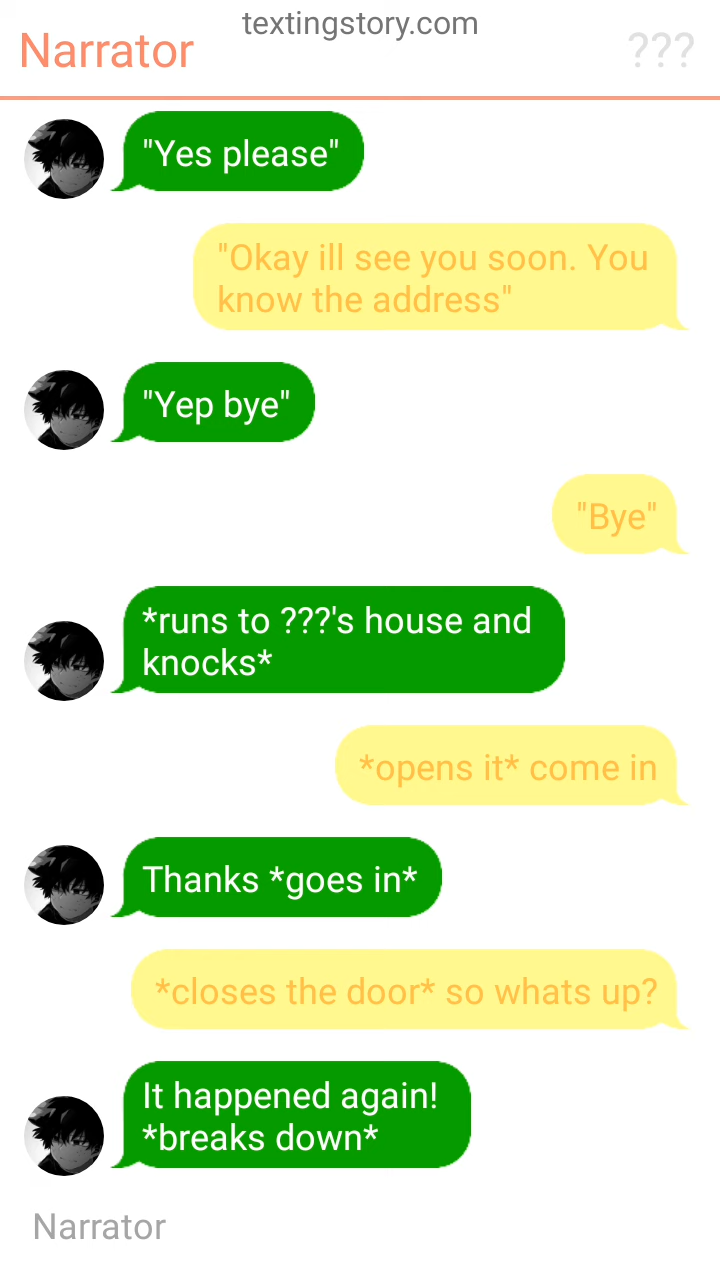 textingstory.com
Narrator
???
"Yes please"
"Okay ill see you soon. You
know the address"
"Yep bye"
"Bye"
*runs to ???'s house and
knocks*
*opens it* come in
Thanks *goes in*
*closes the door* so whats up?
It happened again!
*breaks down*
Narrator